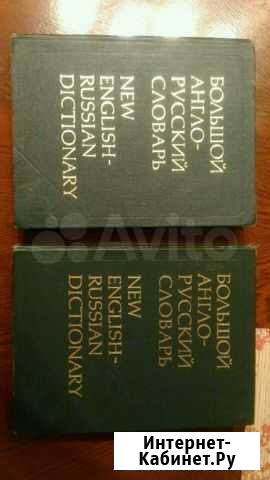 БОЛЬШОЙ
АНГЛО-
РУССКИЙ
СЛОВАРЬ
NEW
ENGLISH-
RUSSIAN
DICTIONARY
БОЛЬШОЙ
АНГЛО-
РУССКИЙ
СЛОВАРЬ
NEW
ENGLISH-
RUSSIAN
DICTIONARY
Avito
Интернет-
Кабинет.Ру